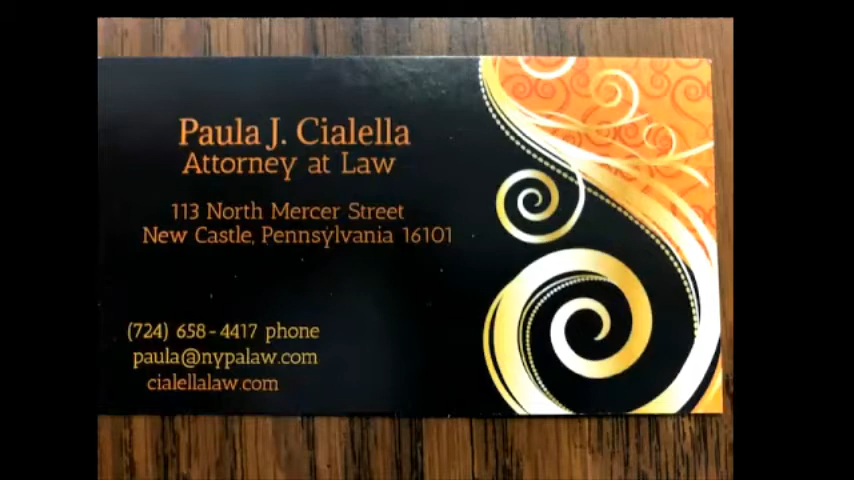 Paula J. Cialella
Attorney at Law
113 North Mercer Street
New Castle, Pennsylvania 16101
(724) 658-4417 phone
paula@nypalaw.com
cialellalaw.com